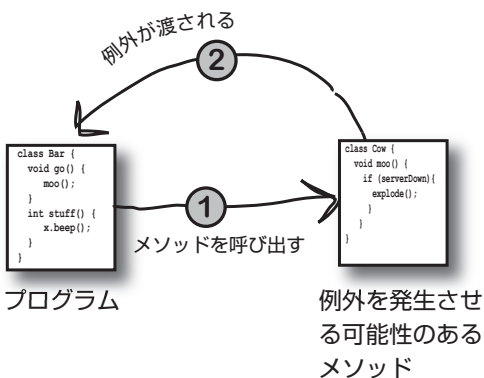 例外が渡される
2
class Bar {
void go() {
moo();
}
int stuff() {
x.beep();
}
}
1
メソッドを呼び出す
class Cow {
void moo() {
if (serverDown){
explode();
}
}
}
プログラム
例外を発生させ
る可能性のある
メソッド